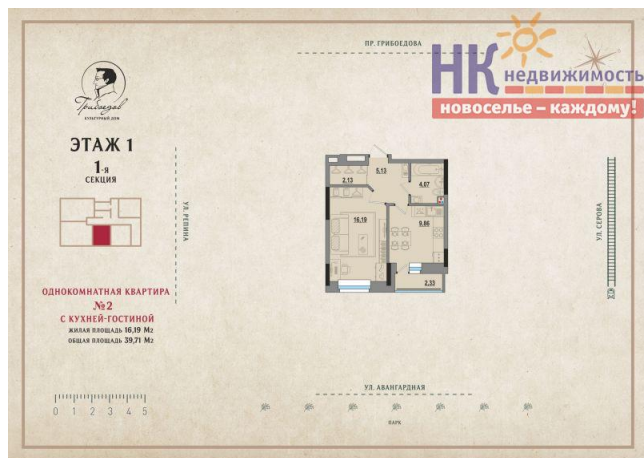 ПР. ГРИБОЕДОВА
НК
недвижимость
новоселье – каждому!
Грибоедов
КУЛЬТУРНЫЙ ДОМ
ЭТАЖ 1
1-я
СЕКЦИЯ
УЛ. РЕПИНА
5.13
2.13
4.07
16.19
9.86
2.33
УЛ. СЕРОВА
ОДНОКОМНАТНАЯ КВАРТИРА
№2
С КУХНЕЙ-ГОСТИНОЙ
ЖИЛАЯ ПЛОЩАДЬ 16,19 М2
ОБЩАЯ ПЛОЩАДЬ 39,71 М2
0 1 2 3 4 5
УЛ. АВАНГАРДНАЯ
ПАРК